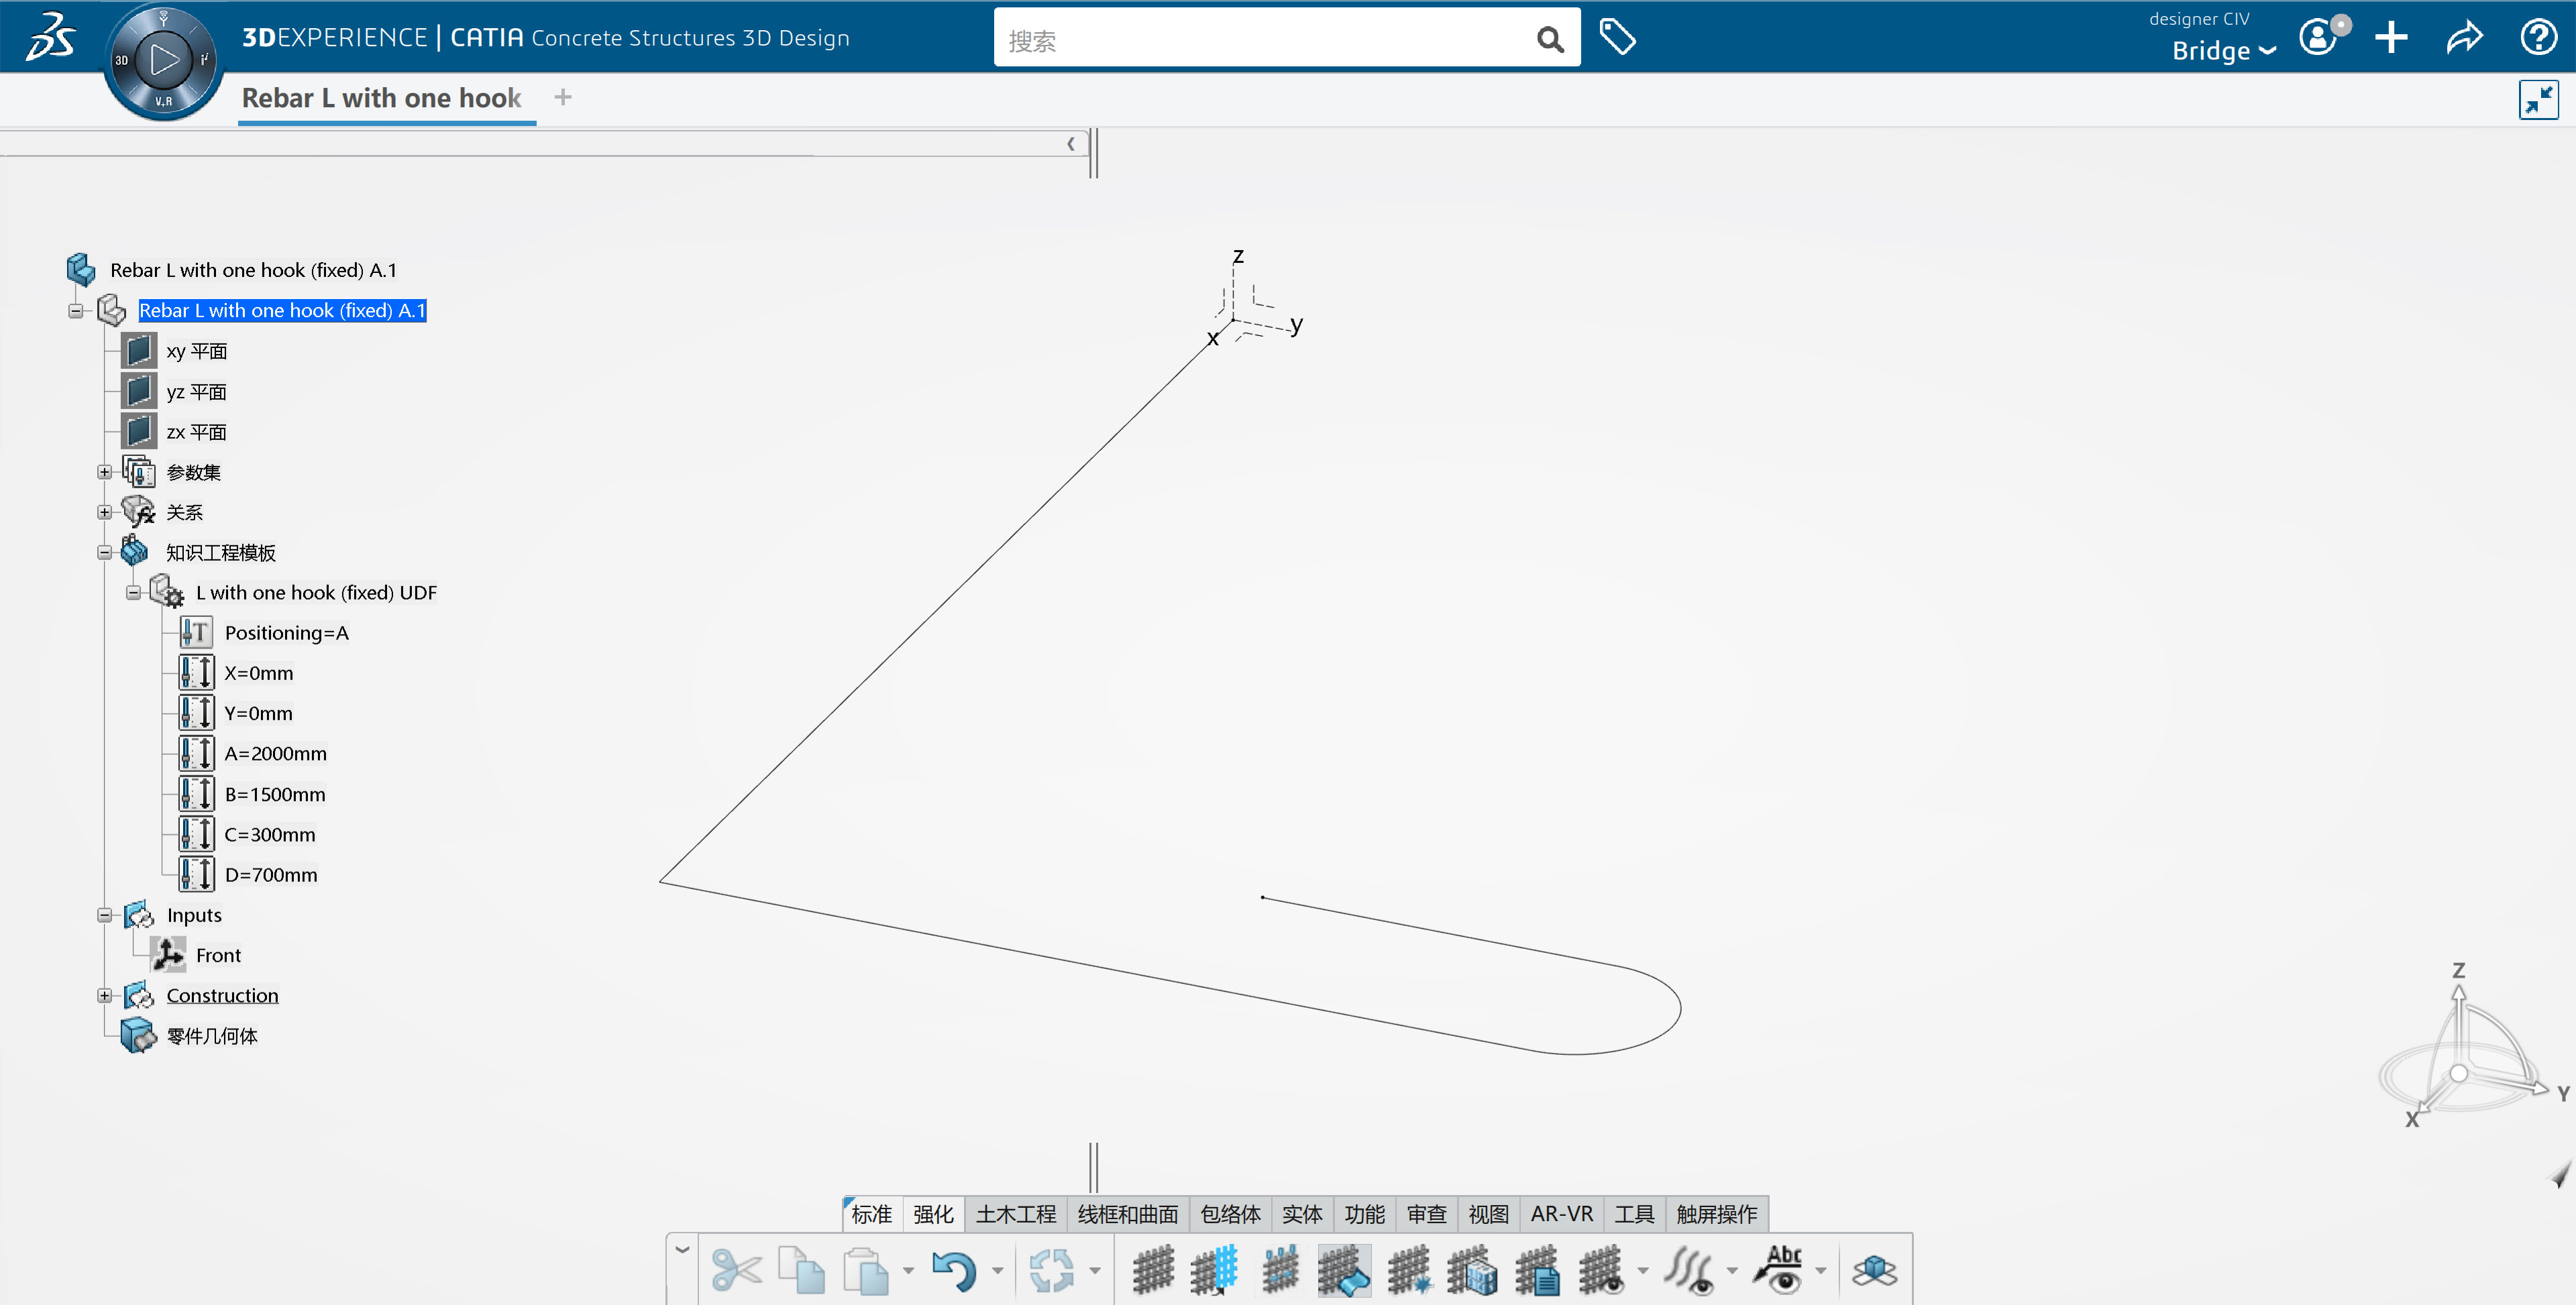 3DEXPERIENCE | CATIA Concrete Structures 3D Design
搜索
designer CIV
Bridge
3D
V,R
i²
Rebar L with one hook
Rebar L with one hook (fixed) A.1
Rebar L with one hook (fixed) A.1
xy 平面
yz 平面
zx 平面
参数集
关系
知识工程模板
L with one hook (fixed) UDF
Positioning=A
X=0mm
Y=0mm
A=2000mm
B=1500mm
C=300mm
D=700mm
Inputs
Front
Construction
零件几何体
z
y
x
Z
Y
X
标准 强化 土木工程 线框和曲面 包络体 实体 功能 审查 视图 AR-VR 工具 触屏操作
Abc